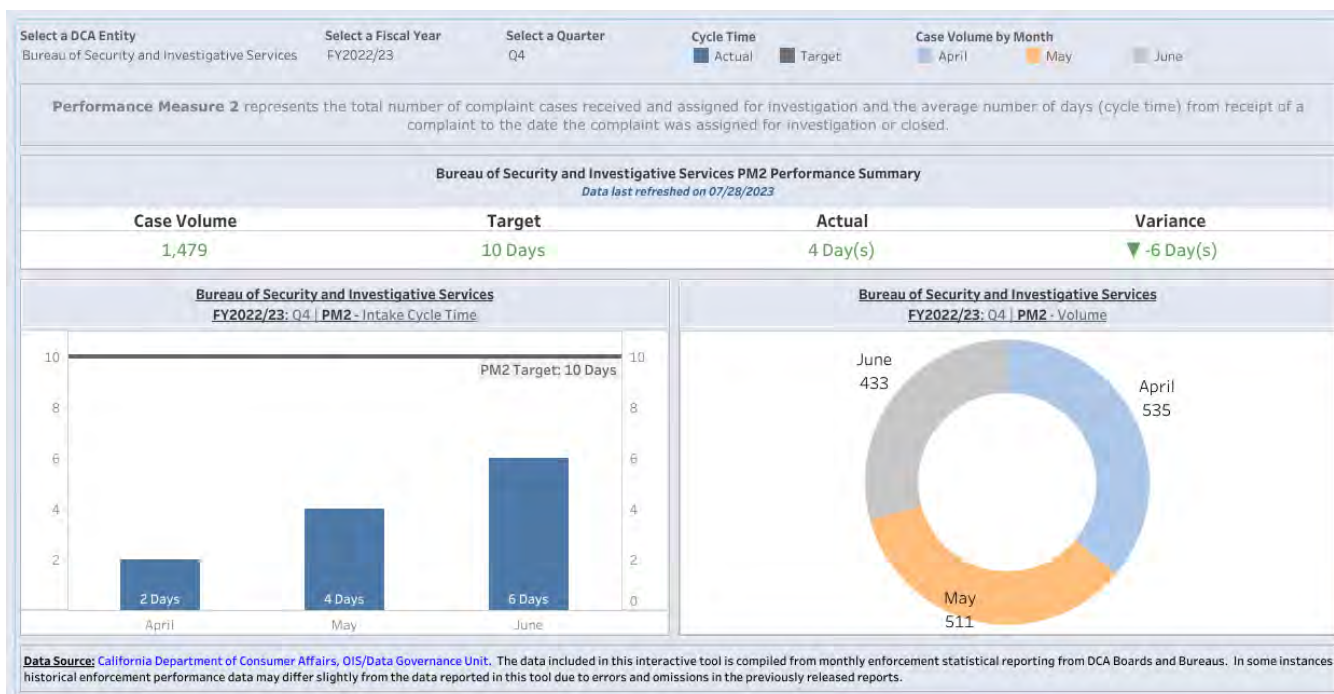 Select a DCA Entity Select a Fiscal Year Select a Quarter Cycle Time Case Volume by Month
Bureau of Security and Investigative Services FY2022/23 Q4 Actual Target April May June
Performance Measure 2 represents the total number of complaint cases received and assigned for investigation and the average number of days (cycle time) from receipt of a
complaint to the date the complaint was assigned for investigation or closed.
Bureau of Security and Investigative Services PM2 Performance Summary
Data last refreshed on 07/28/2023
Case Volume Target Actual Variance
1,479 10 Days 4 Day(s) ▼ -6 Day(s)
Bureau of Security and Investigative Services
FY2022/23: Q4 | PM2 - Intake Cycle Time
10 10
PM2 Target: 10 Days
8 8
6 6
4 4
2 2
2 Days 4 Days 6 Days 0
April May June
Bureau of Security and Investigative Services
FY2022/23: Q4 | PM2 - Volume
June
433
April
535
May
511
Data Source: California Department of Consumer Affairs, OIS/Data Governance Unit. The data included in this interactive tool is compiled from monthly enforcement statistical reporting from DCA Boards and Bureaus. In some instances
historical enforcement performance data may differ slightly from the data reported in this tool due to errors and omissions in the previously released reports.